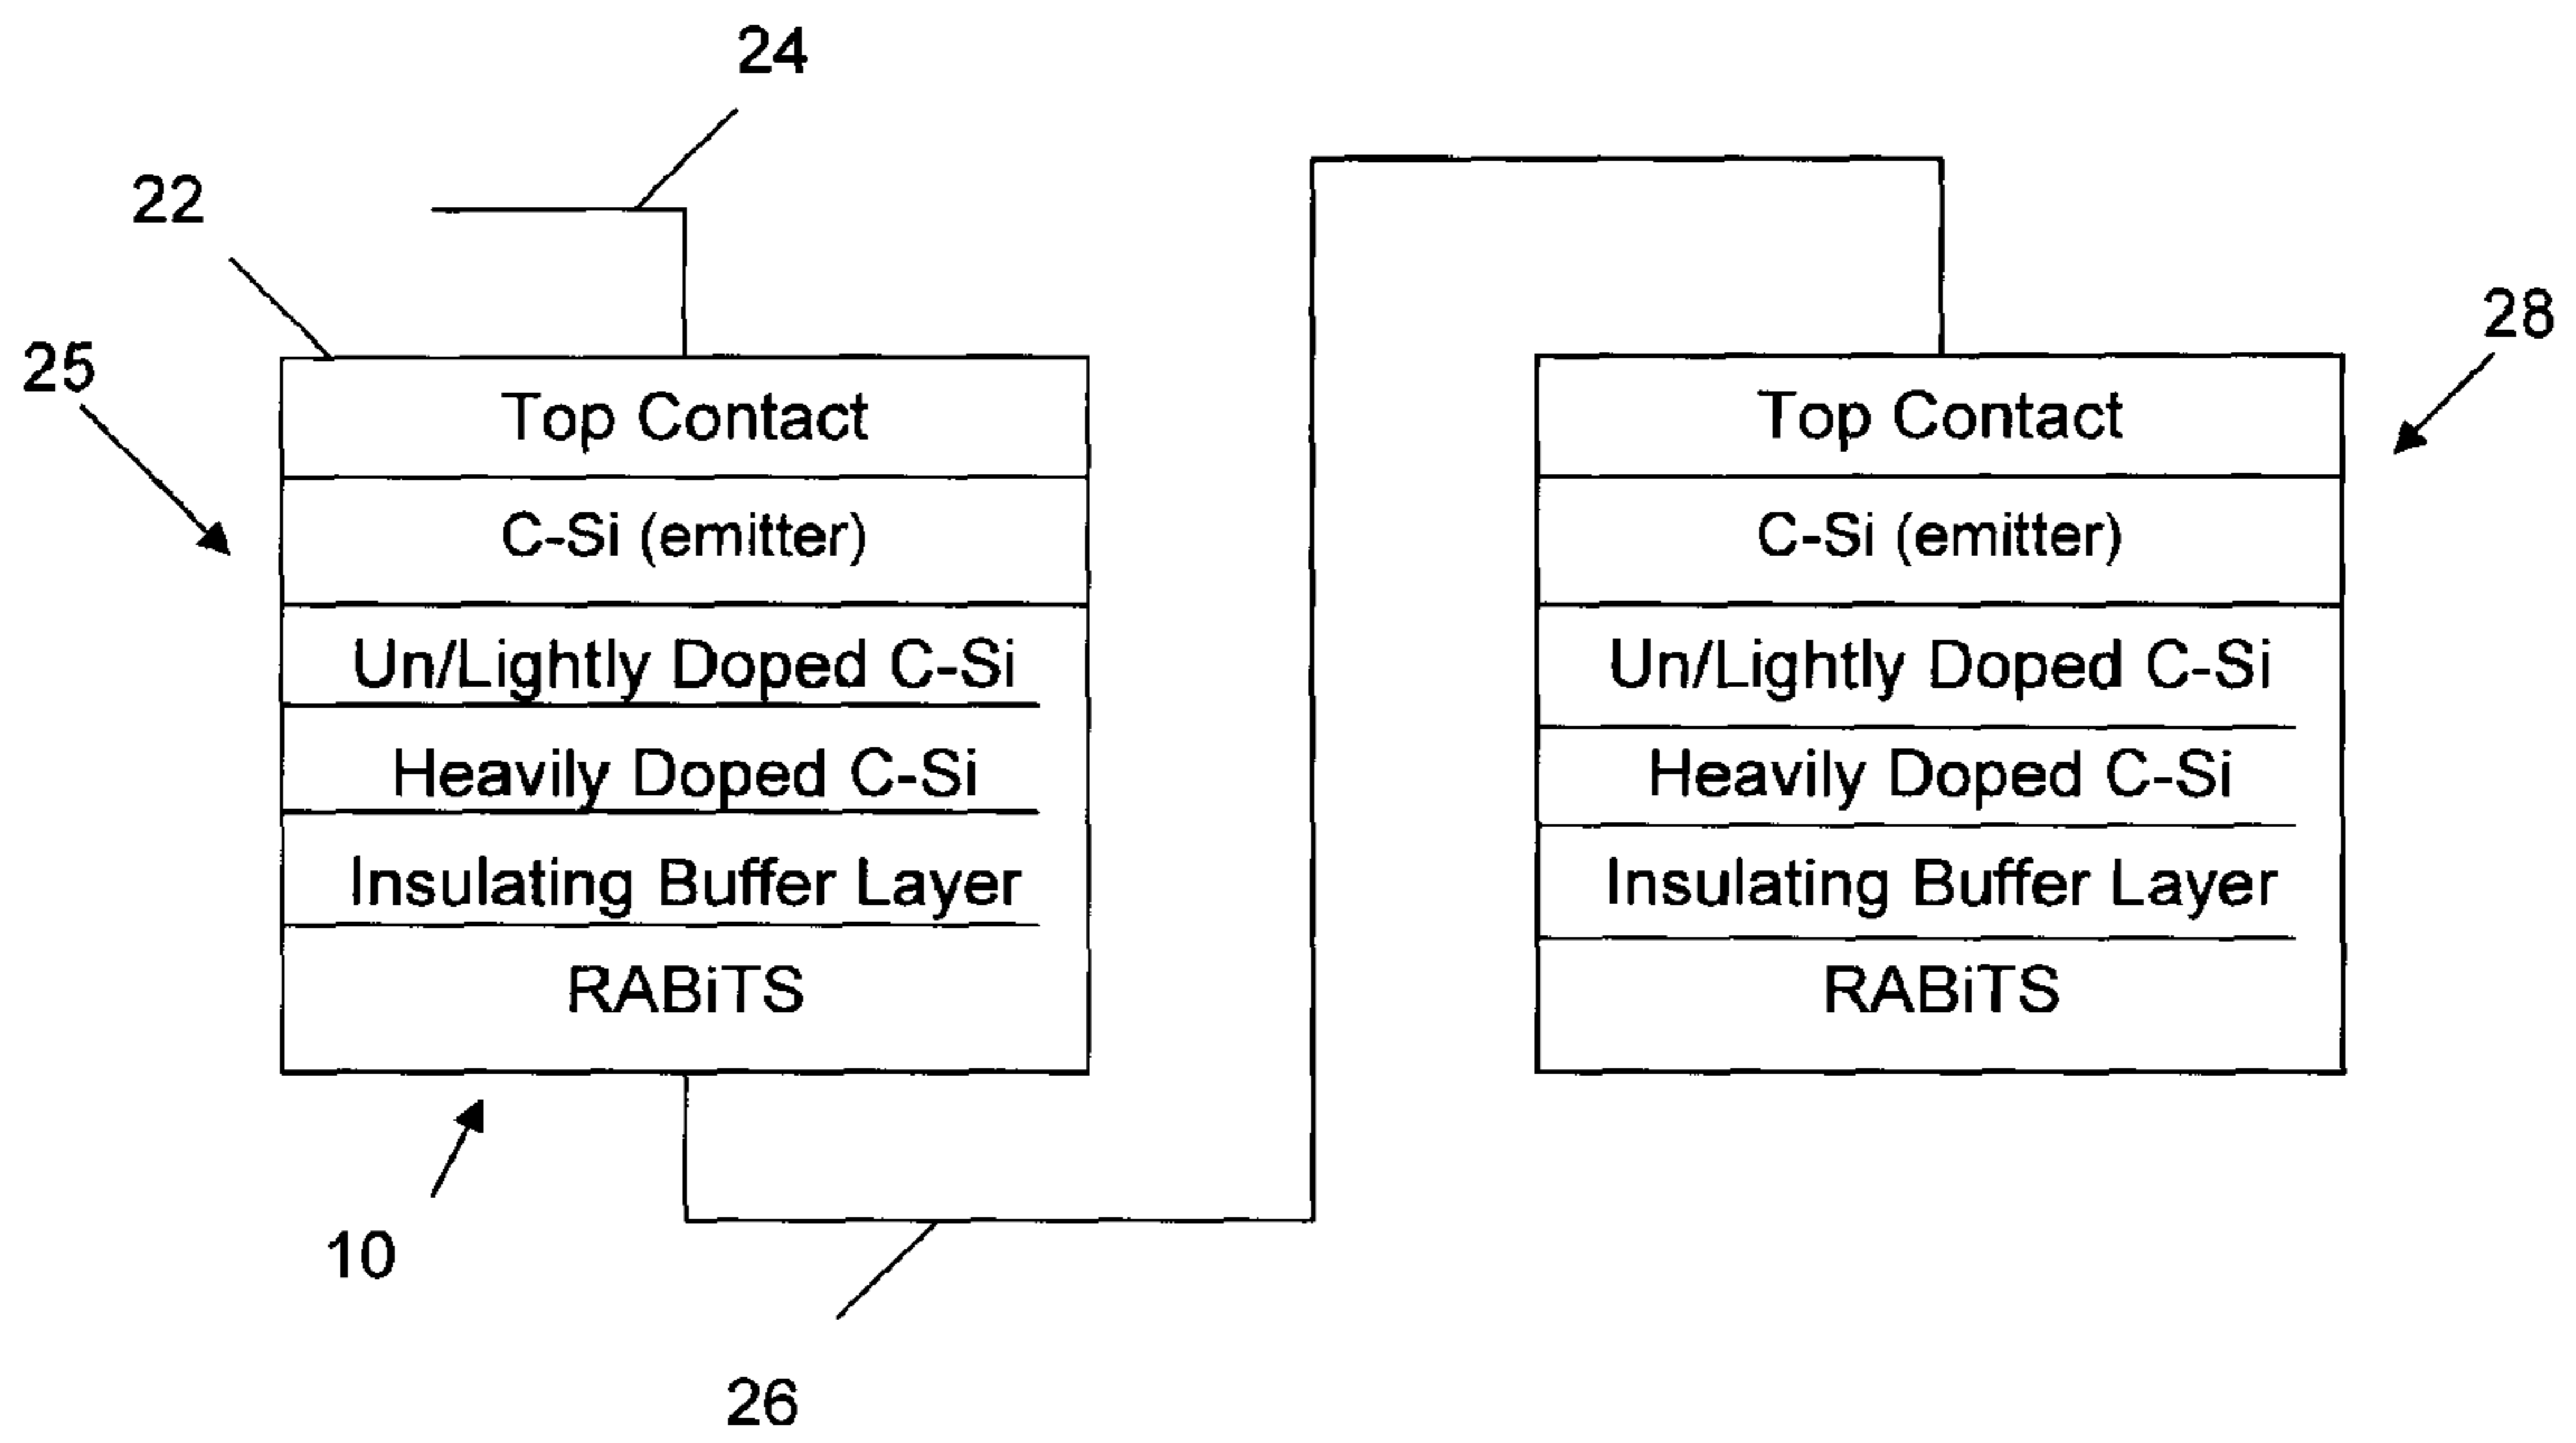 24
22
25
28
Top Contact
C-Si (emitter)
Un/Lightly Doped C-Si
Heavily Doped C-Si
Insulating Buffer Layer
RABiTS
Top Contact
C-Si (emitter)
Un/Lightly Doped C-Si
Heavily Doped C-Si
Insulating Buffer Layer
RABiTS
10
26